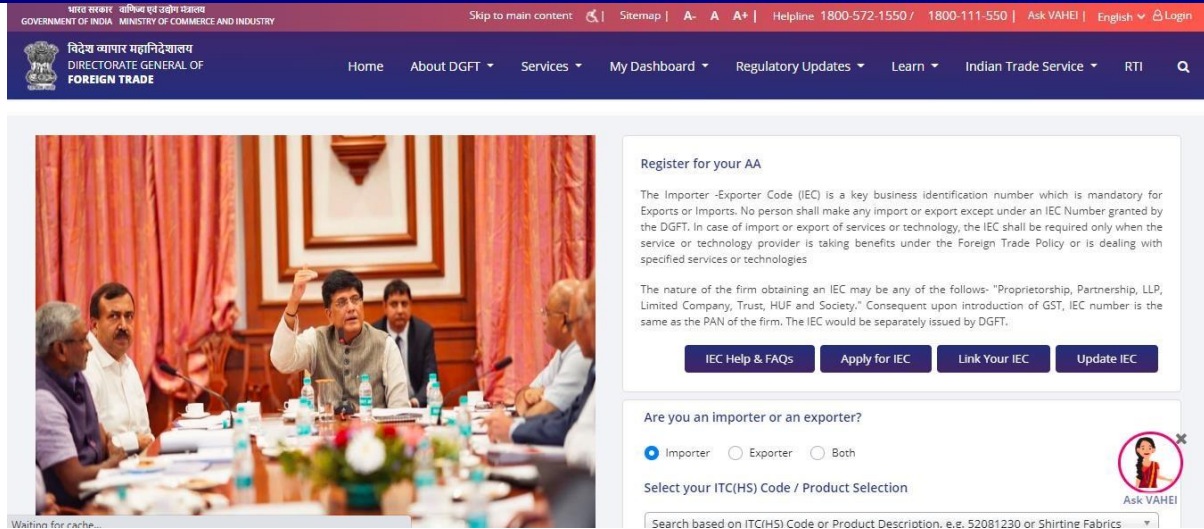 भारत सरकार वाणिज्य एवं उद्योग मंत्रालय
GOVERNMENT OF INDIA MINISTRY OF COMMERCE AND INDUSTRY
Skip to main content | Sitemap | A- A A+ | Helpline 1800-572-1550 / 1800-111-550 | Ask VAHEI | English Login
विदेश व्यापार महानिदेशालय
DIRECTORATE GENERAL OF
FOREIGN TRADE
Home About DGFT Services My Dashboard Regulatory Updates Learn Indian Trade Service RTI
Register for your AA
The Importer -Exporter Code (IEC) is a key business identification number which is mandatory for
Exports or Imports. No person shall make any import or export except under an IEC Number granted by
the DGFT. In case of import or export of services or technology, the IEC shall be required only when the
service or technology provider is taking benefits under the Foreign Trade Policy or is dealing with
specified services or technologies
The nature of the firm obtaining an IEC may be any of the follows- "Proprietorship, Partnership, LLP,
Limited Company, Trust, HUF and Society." Consequent upon introduction of GST, IEC number is the
same as the PAN of the firm. The IEC would be separately issued by DGFT.
IEC Help & FAQs Apply for IEC Link Your IEC Update IEC
Are you an importer or an exporter?
Importer Exporter Both
Select your ITC(HS) Code / Product Selection
Ask VAHEI
Search based on ITC(HS) Code or Product Description, e.g. 52081230 or Shirting Fabrics
Waiting for cache...